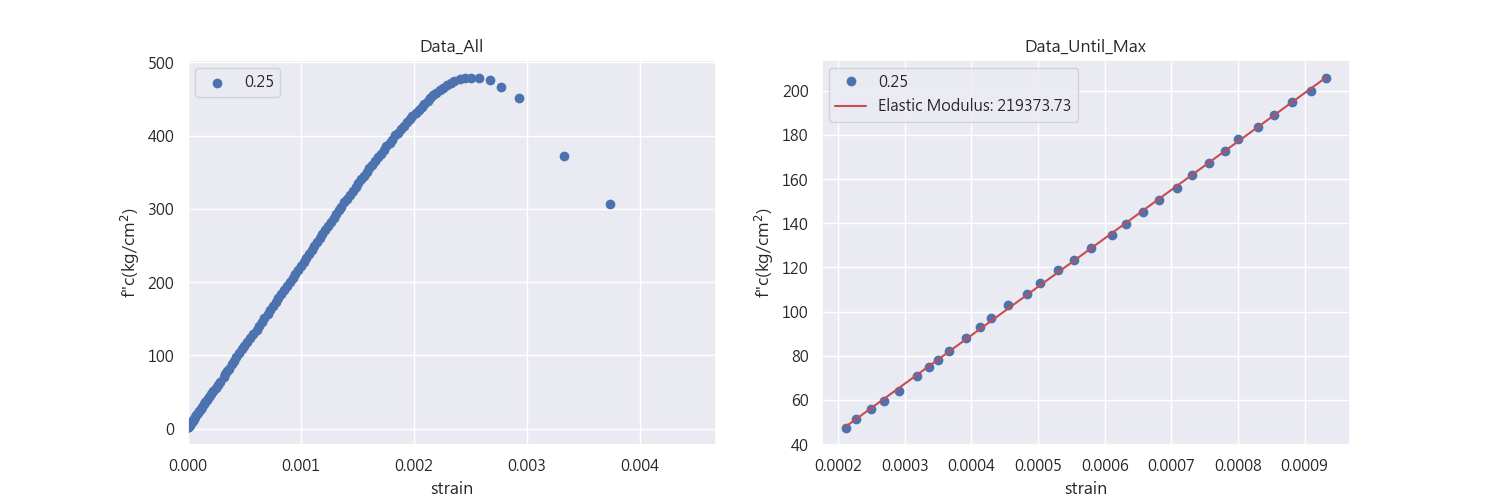 Data_All
0.25
500
400
300
200
100
0
f"c(kg/cm²)
0.000 0.001 0.002 0.003 0.004
strain
Data_Until_Max
0.25
Elastic Modulus: 219373.73
200
180
160
140
120
100
80
60
40
f"c(kg/cm²)
0.0002 0.0003 0.0004 0.0005 0.0006 0.0007 0.0008 0.0009
strain